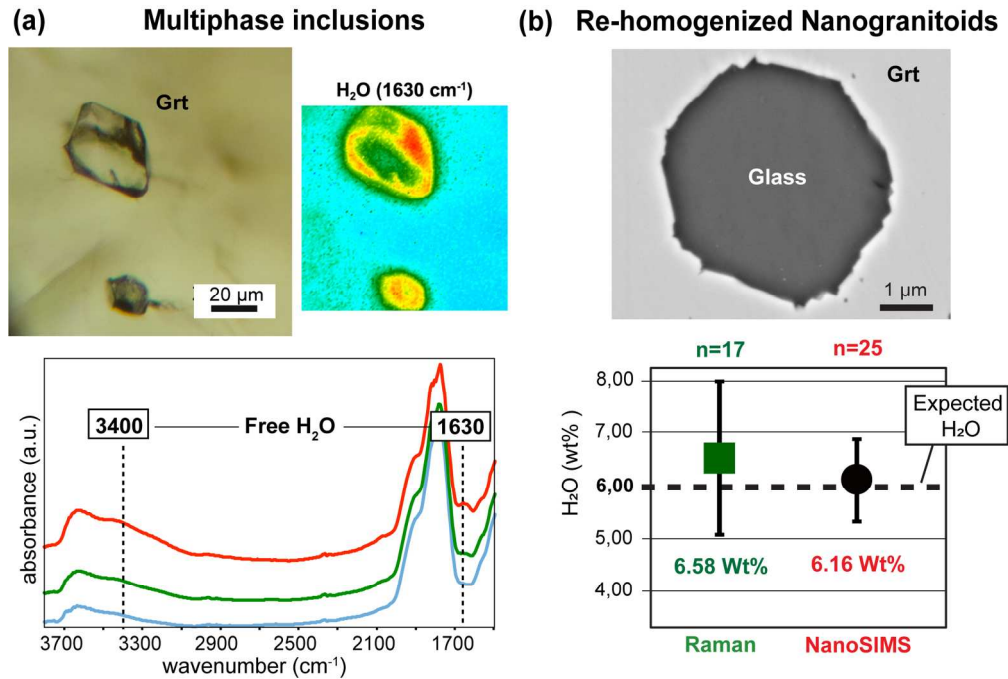 (a) Multiphase inclusions
Grt
H₂O (1630 cm⁻¹)
20 µm
3400 Free H₂O 1630
absorbance (a.u.)
3700 3300 2900 2500 2100 1700
wavenumber (cm⁻¹)
(b) Re-homogenized Nanogranitoids
Grt
Glass
1 µm
n=17 n=25
8,00
7,00
6,00
5,00
4,00
H₂O (wt%)
Expected
H₂O
6.58 Wt% 6.16 Wt%
Raman NanoSIMS